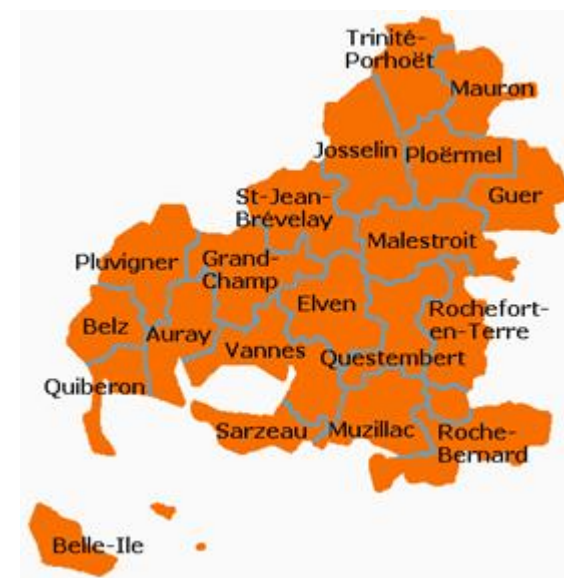 Trinité-
Porhoët
Mauron
Josselin
Ploërmel
Guer
St-Jean-
Brévelay
Malestroit
Pluvigner
Grand-
Champ
Elven
Rochefort-
en-Terre
Belz
Auray
Vannes
Questembert
Quiberon
Sarzeau
Muzillac
Roche-
Bernard
Belle-Ile